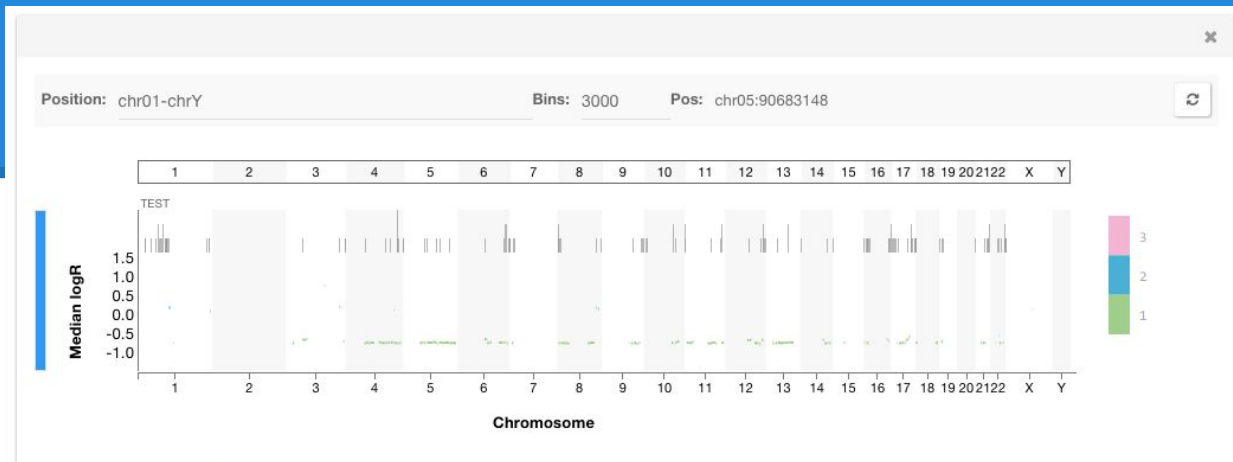 ✖
Position: chr01-chrY Bins: 3000 Pos: chr05:90683148
1 2 3 4 5 6 7 8 9 10 11 12 13 14 15 16 17 18 19 20 21 22 X Y
TEST
1.5
1.0
0.5
0.0
-0.5
-1.0
Median logR
3
2
1
1 2 3 4 5 6 7 8 9 10 11 12 13 14 15 16 17 18 19 20 21 22 X Y
Chromosome